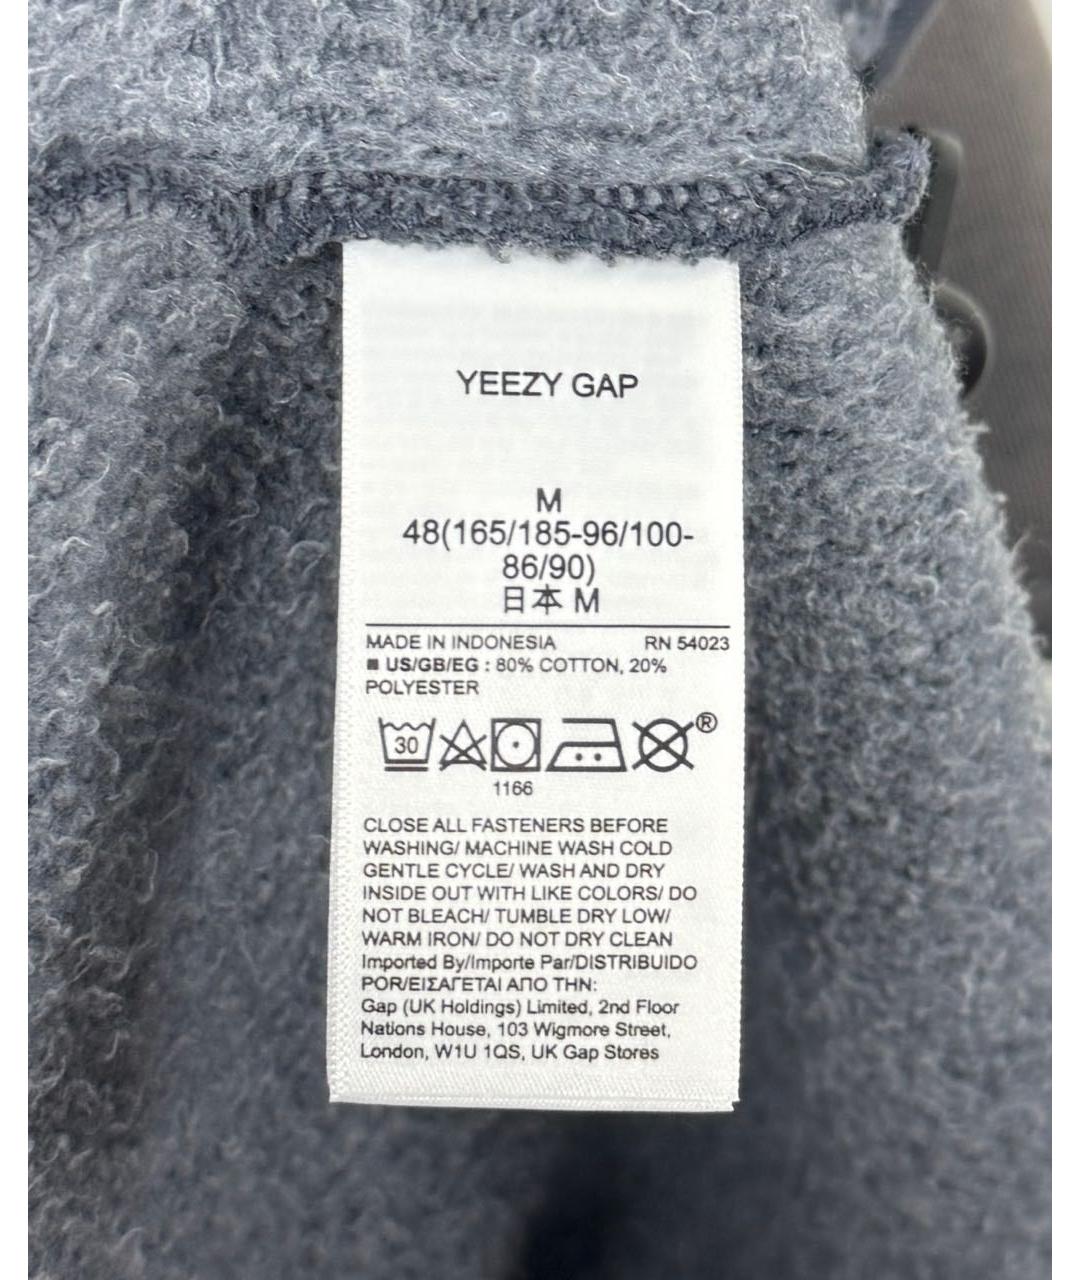 YEEZY GAP
M
48(165/185-96/100-
86/90)
日本 M
MADE IN INDONESIA RN 54023
■ US/GB/EG : 80% COTTON, 20%
POLYESTER
30 ®
1166
CLOSE ALL FASTENERS BEFORE
WASHING/ MACHINE WASH COLD
GENTLE CYCLE/ WASH AND DRY
INSIDE OUT WITH LIKE COLORS/ DO
NOT BLEACH/ TUMBLE DRY LOW/
WARM IRON/ DO NOT DRY CLEAN
Imported By/Importe Par/DISTRIBUIDO
POR/ΕΙΣΑΓΕΤΑΙ ΑΠΟ ΤΗΝ:
Gap (UK Holdings) Limited, 2nd Floor
Nations House, 103 Wigmore Street,
London, W1U 1QS, UK Gap Stores